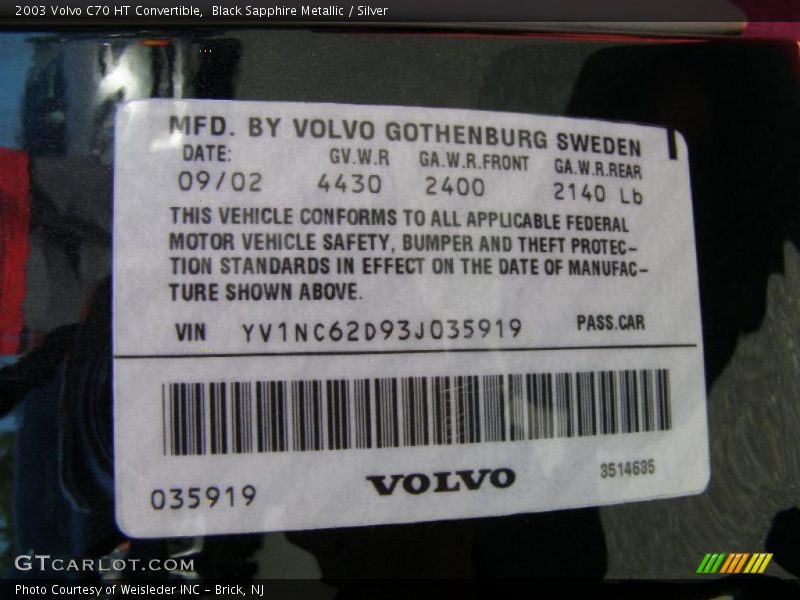 2003 Volvo C70 HT Convertible,  Black Sapphire Metallic / Silver
MFD. BY VOLVO GOTHENBURG SWEDEN
DATE: GV.W.R GA.W.R.FRONT GA.W.R.REAR
09/02 4430 2400 2140 Lb
THIS VEHICLE CONFORMS TO ALL APPLICABLE FEDERAL
MOTOR VEHICLE SAFETY, BUMPER AND THEFT PROTEC-
TION STANDARDS IN EFFECT ON THE DATE OF MANUFAC-
TURE SHOWN ABOVE.
VIN YV1NC62D93J035919 PASS.CAR
035919 VOLVO 3514635
GTCARLOT.COM
Photo Courtesy of Weisleder INC - Brick, NJ